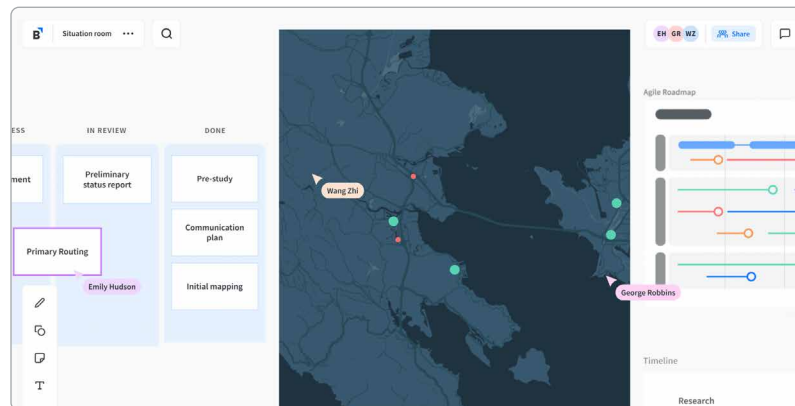 B
Situation room
EH GR WZ
Share
ESS
IN REVIEW
DONE
Agile Roadmap
ment
Preliminary
status report
Pre-study
Wang Zhi
Communication
plan
Primary Routing
Emily Hudson
Initial mapping
George Robbins
T
Timeline
Research